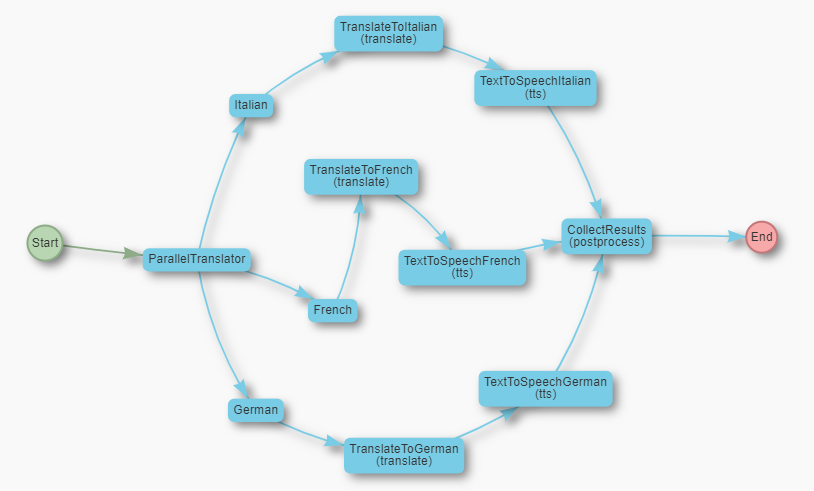 TranslateToItalian
(translate)
TextToSpeechItalian
(tts)
Italian
TranslateToFrench
(translate)
Start
ParallelTranslator
TextToSpeechFrench
(tts)
CollectResults
(postprocess)
End
French
TextToSpeechGerman
(tts)
German
TranslateToGerman
(translate)